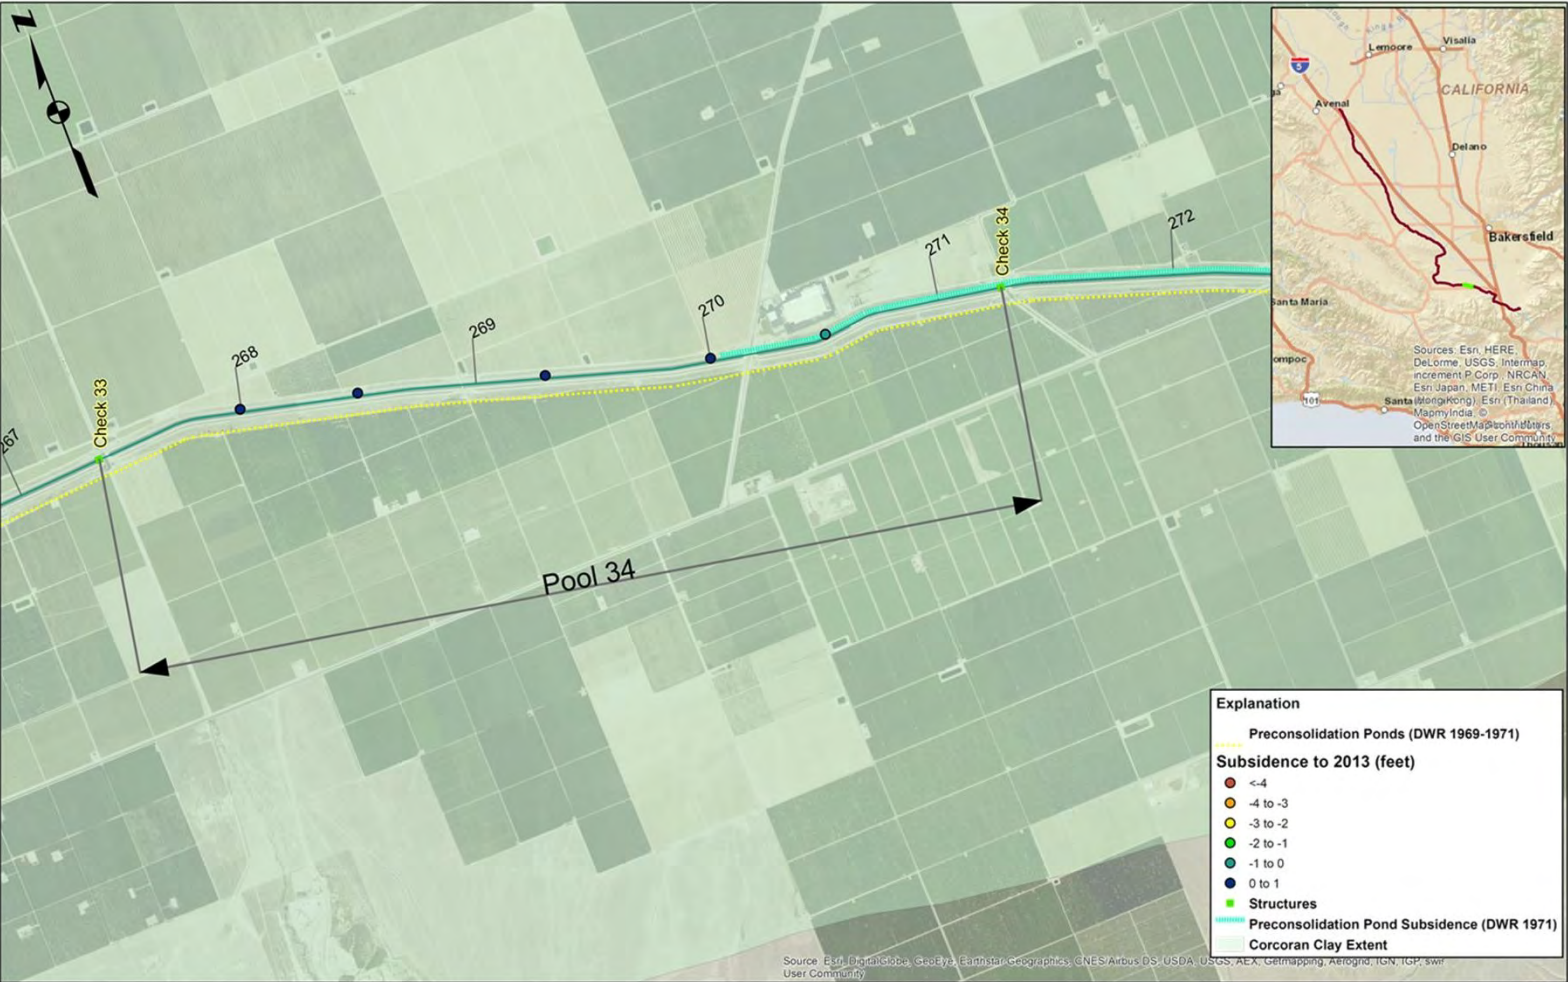 Z
267
Check 33
268
269
270
271
Check 34
272
Pool 34
5
Lemoore
Visalia
CALIFORNIA
Avenal
Delano
Bakersfield
Santa Maria
ompoc
101
Santa
Sources: Esri, HERE,
DeLorme, USGS, Intermap,
increment P Corp., NRCAN,
Esri Japan, METI, Esri China
(Hong Kong), Esri (Thailand),
MapmyIndia, ©
OpenStreetMap contributors,
and the GIS User Community
Explanation
Preconsolidation Ponds (DWR 1969-1971)
Subsidence to 2013 (feet)
<-4
-4 to -3
-3 to -2
-2 to -1
-1 to 0
0 to 1
Structures
Preconsolidation Pond Subsidence (DWR 1971)
Corcoran Clay Extent
Source: Esri, DigitalGlobe, GeoEye, Earthstar Geographics, CNES/Airbus DS, USDA, USGS, AEX, Getmapping, Aerogrid, IGN, IGP, swir
User Community